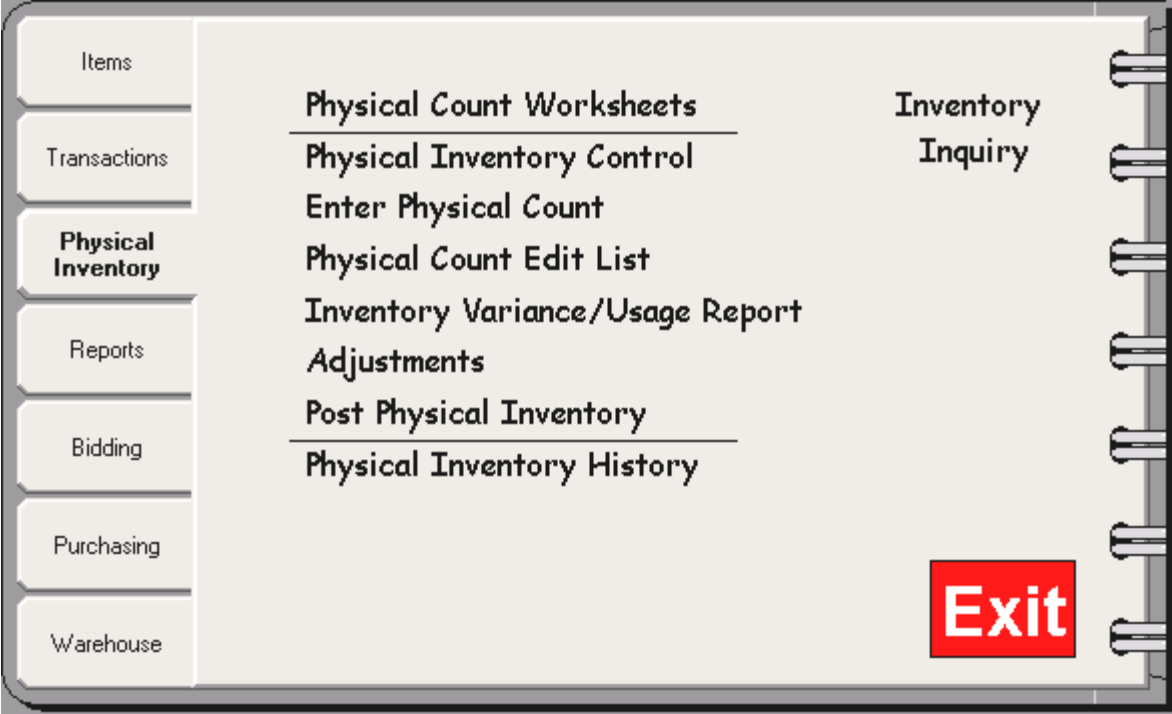 Items
Transactions
Physical
Inventory
Reports
Bidding
Purchasing
Warehouse
Physical Count Worksheets
Physical Inventory Control
Enter Physical Count
Physical Count Edit List
Inventory Variance/Usage Report
Adjustments
Post Physical Inventory
Physical Inventory History
Inventory
Inquiry
Exit